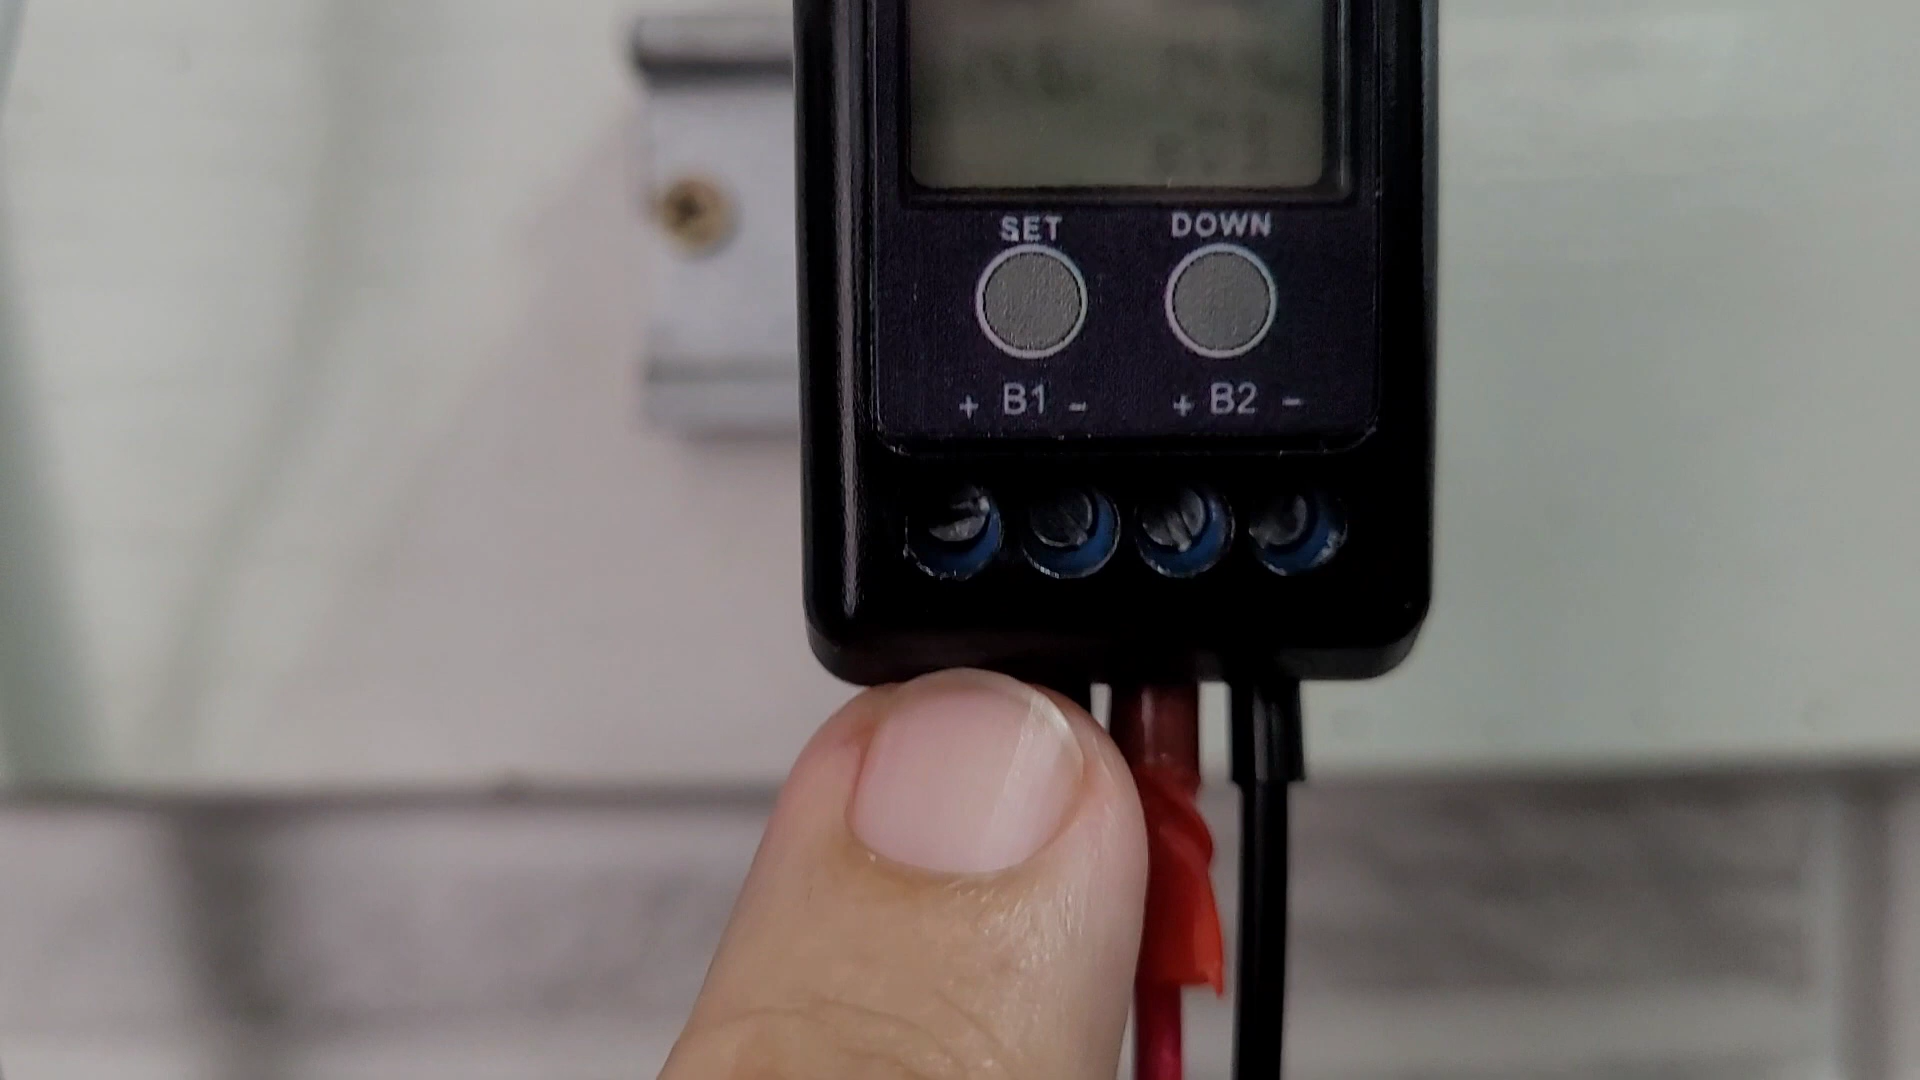 SET DOWN
+ B1 - + B2 -